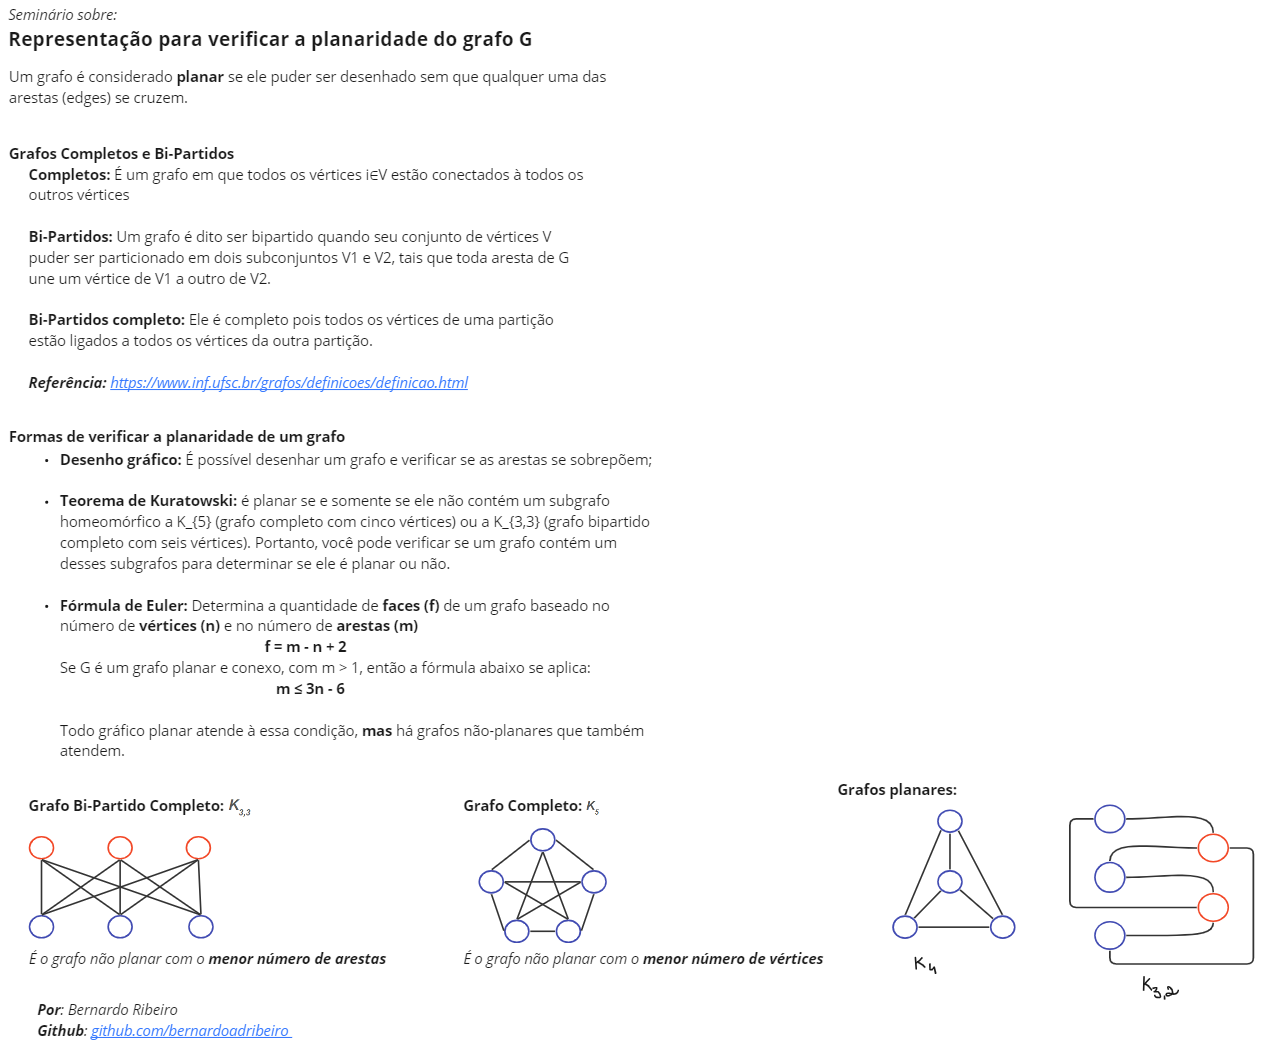 Seminário sobre:
Representação para verificar a planaridade do grafo G
Um grafo é considerado planar se ele puder ser desenhado sem que qualquer uma das
arestas (edges) se cruzem.
Grafos Completos e Bi-Partidos
Completos: É um grafo em que todos os vértices i∈V estão conectados à todos os
outros vértices
Bi-Partidos: Um grafo é dito ser bipartido quando seu conjunto de vértices V
puder ser particionado em dois subconjuntos V1 e V2, tais que toda aresta de G
une um vértice de V1 a outro de V2.
Bi-Partidos completo: Ele é completo pois todos os vértices de uma partição
estão ligados a todos os vértices da outra partição.
Referência: https://www.inf.ufsc.br/grafos/definicoes/definicao.html
Formas de verificar a planaridade de um grafo
• Desenho gráfico: É possível desenhar um grafo e verificar se as arestas se sobrepõem;
• Teorema de Kuratowski: é planar se e somente se ele não contém um subgrafo
homeomórfico a K_{5} (grafo completo com cinco vértices) ou a K_{3,3} (grafo bipartido
completo com seis vértices). Portanto, você pode verificar se um grafo contém um
desses subgrafos para determinar se ele é planar ou não.
• Fórmula de Euler: Determina a quantidade de faces (f) de um grafo baseado no
número de vértices (n) e no número de arestas (m)
f = m - n + 2
Se G é um grafo planar e conexo, com m > 1, então a fórmula abaixo se aplica:
m ≤ 3n - 6
Todo gráfico planar atende à essa condição, mas há grafos não-planares que também
atendem.
Grafo Bi-Partido Completo: K3,3
É o grafo não planar com o menor número de arestas
Grafo Completo: K5
É o grafo não planar com o menor número de vértices
Grafos planares:
K4
K3,2
Por: Bernardo Ribeiro
Github: github.com/bernardoadribeiro